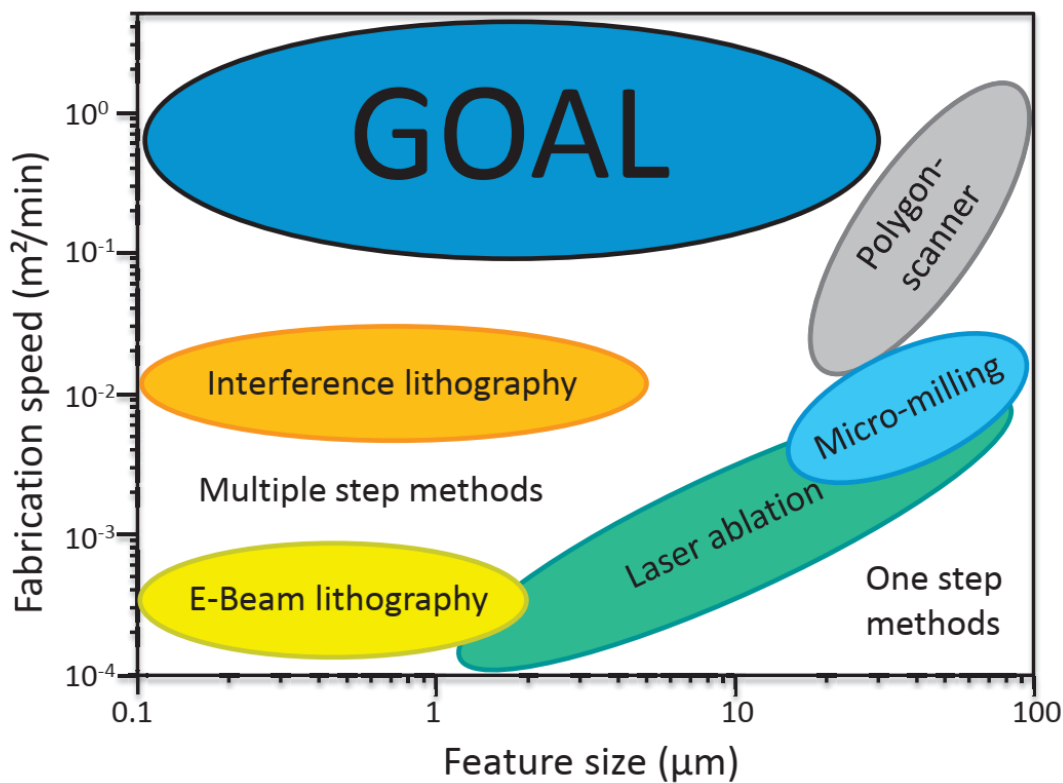 GOAL
Polygon-
scanner
Interference lithography
Micro-milling
Multiple step methods
Laser ablation
E-Beam lithography
One step
methods
Fabrication speed (m²/min)
10⁰
10⁻¹
10⁻²
10⁻³
10⁻⁴
0.1
1
10
100
Feature size (μm)